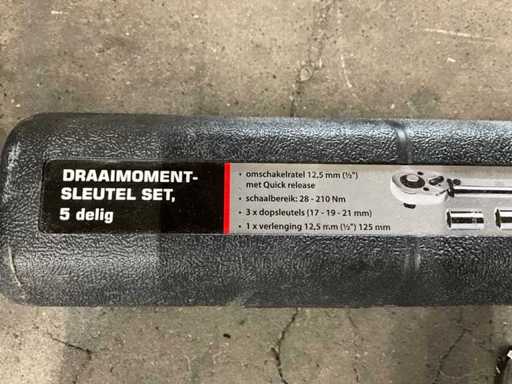 DRAAIMOMENT-
SLEUTEL SET,
5 delig
• omschakelratel 12,5 mm (½")
met Quick release
• schaalbereik: 28 - 210 Nm
• 3 x dopsleutels (17 - 19 - 21 mm)
• 1 x verlenging 12,5 mm (½") 125 mm